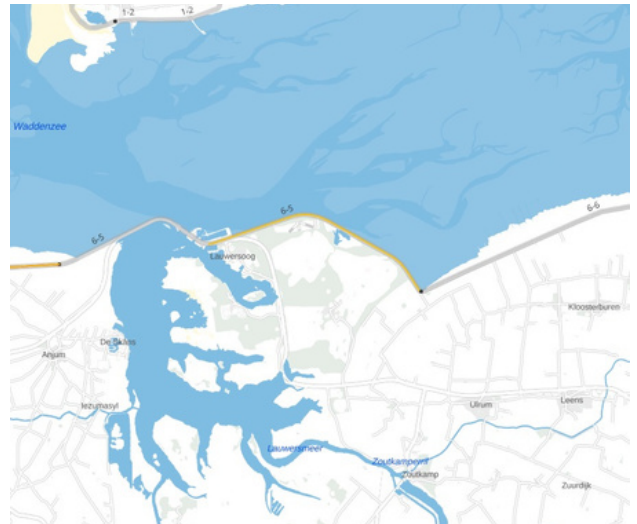 1-2
1-2
Waddenzee
6-5
6-5
6-6
Lauwersoog
Kloosterburen
De Skâns
Anjum
Iezumasyl
Ulrum
Leens
Lauwersmeer
Zoutkamperril
Zoutkamp
Zuurdijk